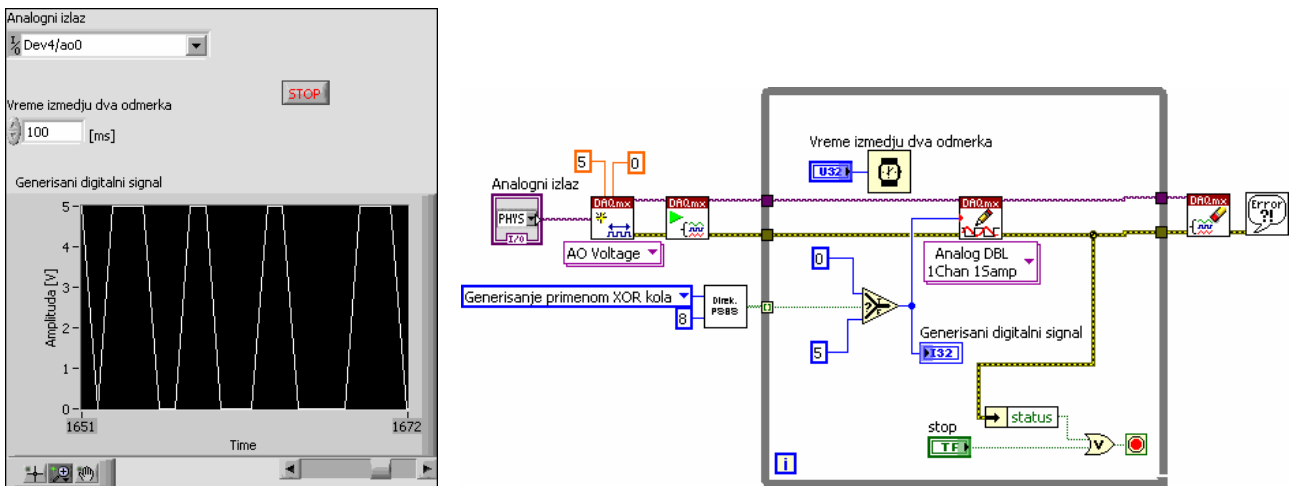 Analogni izlaz
I/0 Dev4/ao0
STOP
Vreme izmedju dva odmerka
100 [ms]
Generisani digitalni signal
5-
4-
3-
2-
1-
0-
Amplituda [V]
1651 1672
Time
Vreme izmedju dva odmerka
U32
5 0
Analogni izlaz
PHYS
I/O
DAQmx
DAQmx
DAQmx
DAQmx
Error
?!
AO Voltage
Analog DBL
1Chan 1Samp
0
Generisanje primenom XOR kola
8
Direk.
PSBS
?
T
F
Generisani digitalni signal
I32
5
status
stop
TF
V
i